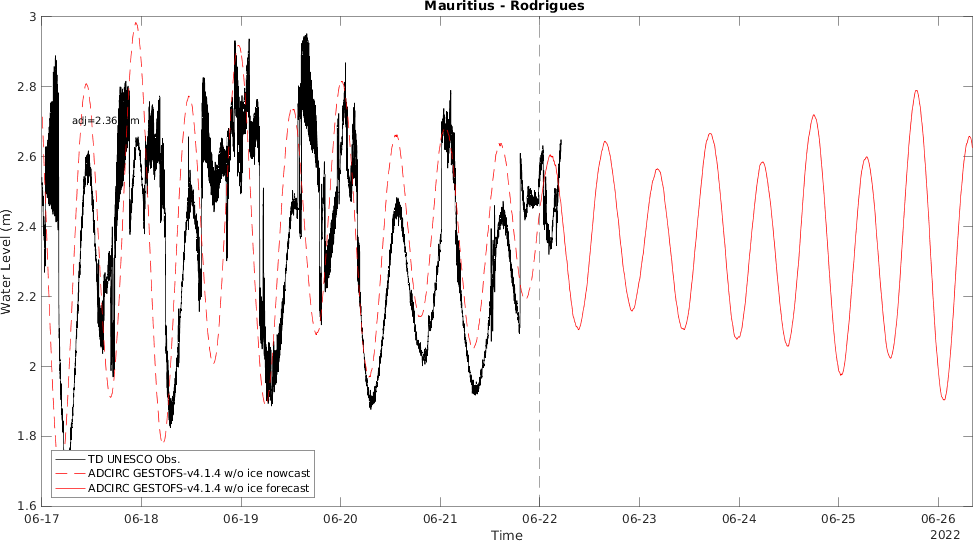 Mauritius - Rodrigues
3
2.8
2.6
2.4
2.2
2
1.8
1.6
Water Level (m)
adj=2.36 m
TD UNESCO Obs.
ADCIRC GESTOFS-v4.1.4 w/o ice nowcast
ADCIRC GESTOFS-v4.1.4 w/o ice forecast
06-17 06-18 06-19 06-20 06-21 06-22 06-23 06-24 06-25 06-26
Time
2022